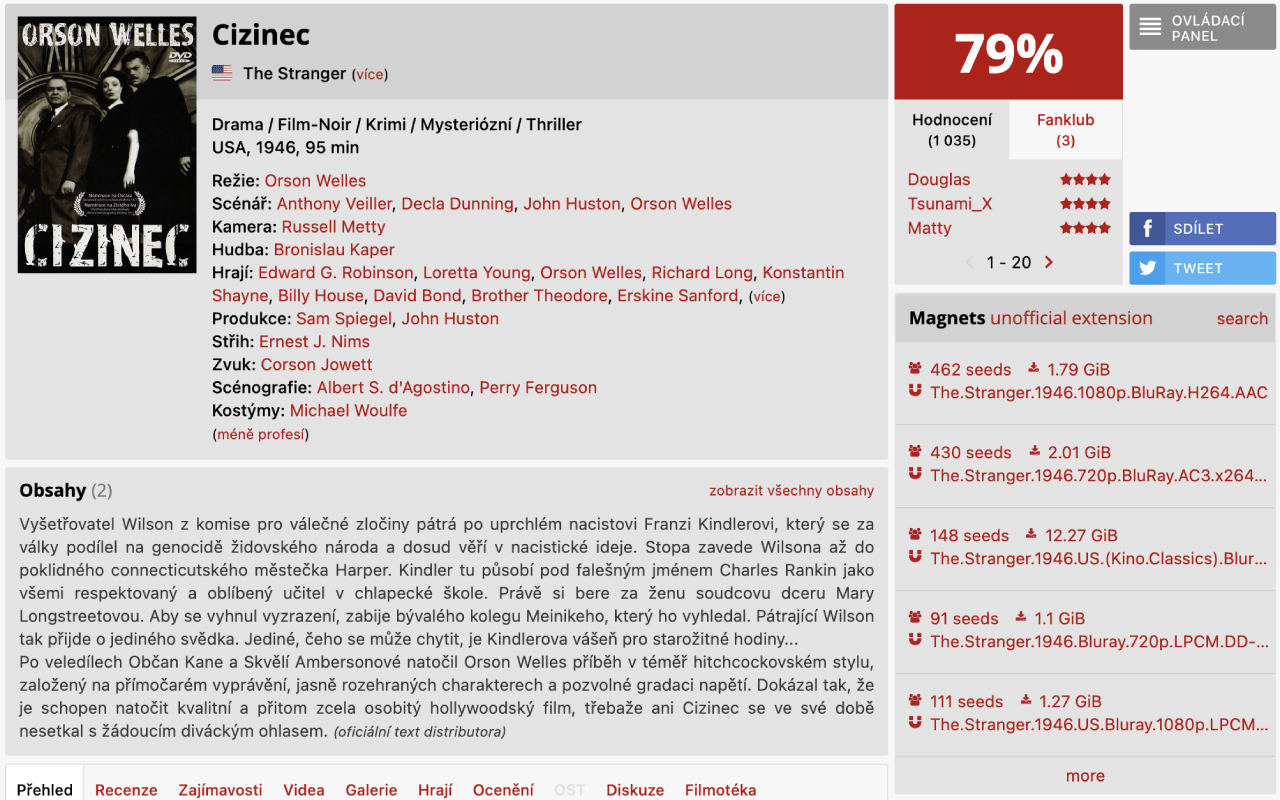 ORSON WELLES
DVD
VIDEO
Nominace na Oscara
Nominace na Zlatého lva
CIZINEC
Cizinec
The Stranger (více)
Drama / Film-Noir / Krimi / Mysteriózní / Thriller
USA, 1946, 95 min
Režie: Orson Welles
Scénář: Anthony Veiller, Decla Dunning, John Huston, Orson Welles
Kamera: Russell Metty
Hudba: Bronislau Kaper
Hrají: Edward G. Robinson, Loretta Young, Orson Welles, Richard Long, Konstantin
Shayne, Billy House, David Bond, Brother Theodore, Erskine Sanford, (více)
Produkce: Sam Spiegel, John Huston
Střih: Ernest J. Nims
Zvuk: Corson Jowett
Scénografie: Albert S. d'Agostino, Perry Ferguson
Kostýmy: Michael Woulfe
(méně profesí)
Obsahy (2)
zobrazit všechny obsahy
Vyšetřovatel Wilson z komise pro válečné zločiny pátrá po uprchlém nacistovi Franzi Kindlerovi, který se za
války podílel na genocidě židovského národa a dosud věří v nacistické ideje. Stopa zavede Wilsona až do
poklidného connecticutského městečka Harper. Kindler tu působí pod falešným jménem Charles Rankin jako
všemi respektovaný a oblíbený učitel v chlapecké škole. Právě si bere za ženu soudcovu dceru Mary
Longstreetovou. Aby se vyhnul vyzrazení, zabije bývalého kolegu Meinikeho, který ho vyhledal. Pátrající Wilson
tak přijde o jediného svědka. Jediné, čeho se může chytit, je Kindlerova vášeň pro starožitné hodiny...
Po veledílech Občan Kane a Skvělí Ambersonové natočil Orson Welles příběh v téměř hitchcockovském stylu,
založený na přímočarém vyprávění, jasně rozehraných charakterech a pozvolné gradaci napětí. Dokázal tak, že
je schopen natočit kvalitní a přitom zcela osobitý hollywoodský film, třebaže ani Cizinec se ve své době
nesetkal s žádoucím diváckým ohlasem. (oficiální text distributora)
Přehled Recenze Zajímavosti Videa Galerie Hrají Ocenění OST Diskuze Filmotéka
79%
Hodnocení
(1 035)
Fanklub
(3)
Douglas
Tsunami_X
Matty
1 - 20
OVLÁDACÍ
PANEL
SDÍLET
TWEET
Magnets unofficial extension
search
462 seeds 1.79 GiB
The.Stranger.1946.1080p.BluRay.H264.AAC
430 seeds 2.01 GiB
The.Stranger.1946.720p.BluRay.AC3.x264...
148 seeds 12.27 GiB
The.Stranger.1946.US.(Kino.Classics).Blur...
91 seeds 1.1 GiB
The.Stranger.1946.Bluray.720p.LPCM.DD-...
111 seeds 1.27 GiB
The.Stranger.1946.US.Bluray.1080p.LPCM...
more